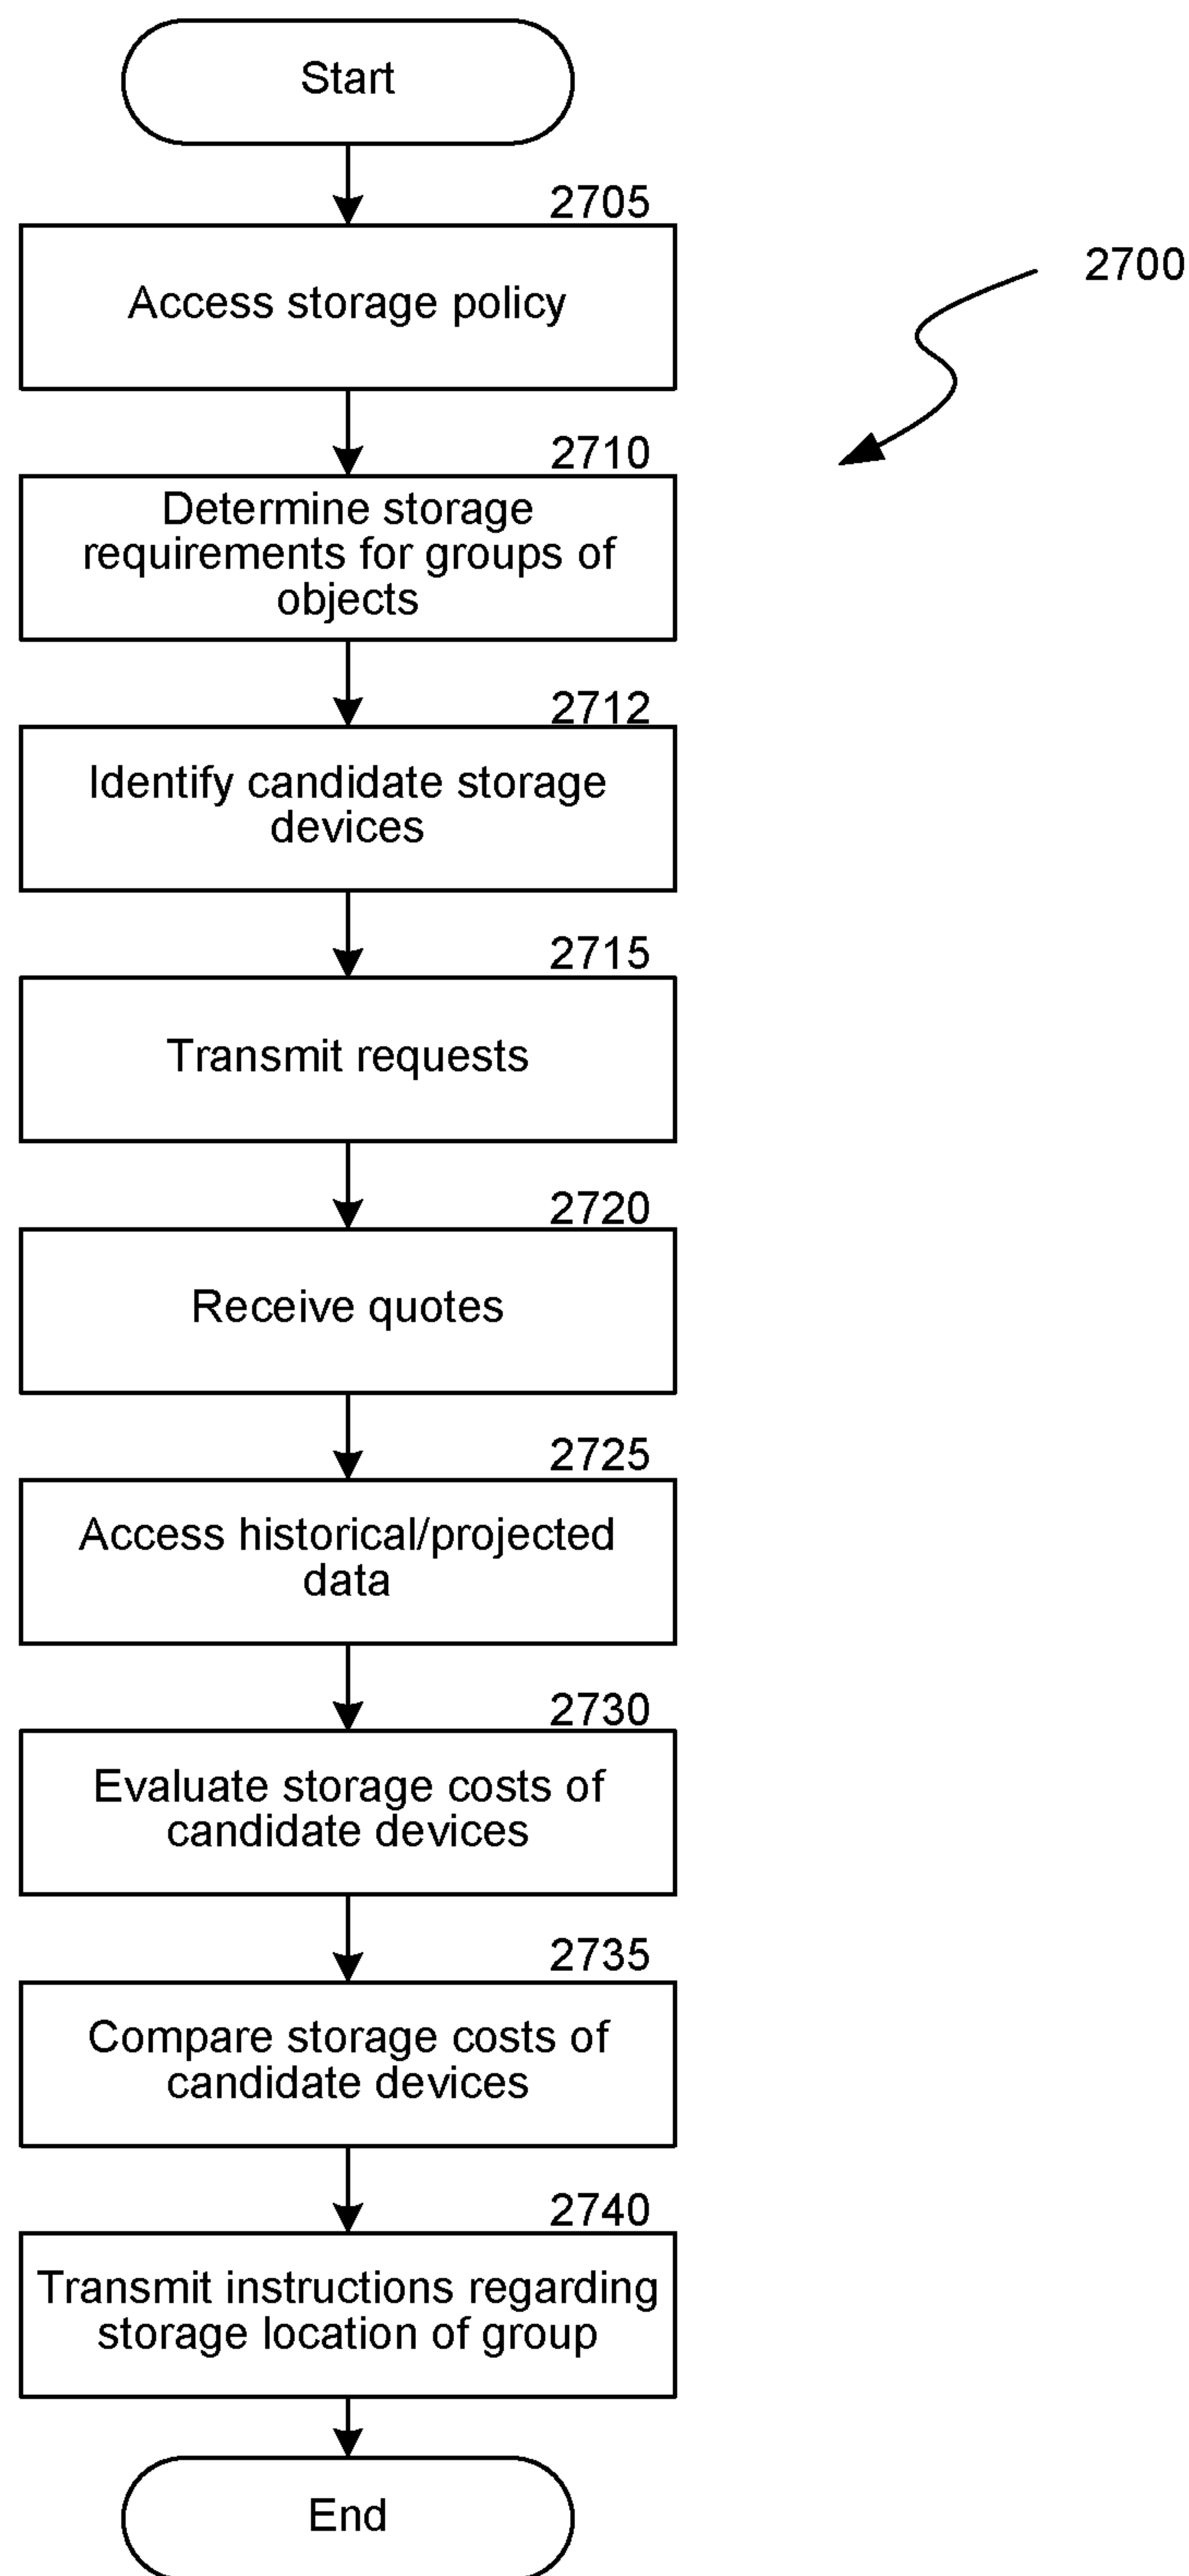 Start
2705
2700
Access storage policy
2710
Determine storage
requirements for groups of
objects
2712
Identify candidate storage
devices
2715
Transmit requests
2720
Receive quotes
2725
Access historical/projected
data
2730
Evaluate storage costs of
candidate devices
2735
Compare storage costs of
candidate devices
2740
Transmit instructions regarding
storage location of group
End